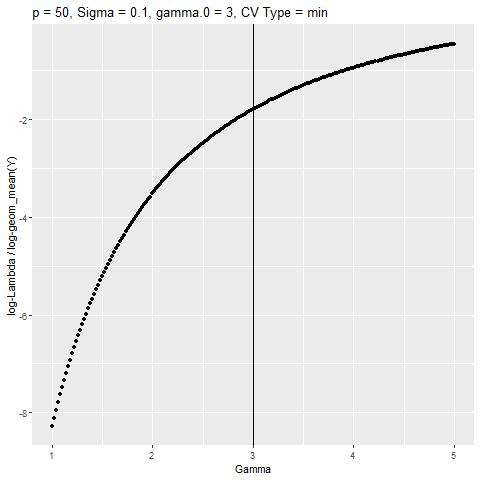 p = 50, Sigma = 0.1, gamma.0 = 3, CV Type = min
log-Lambda / log-geom_mean(Y)
-2
-4
-6
-8
1 2 3 4 5
Gamma